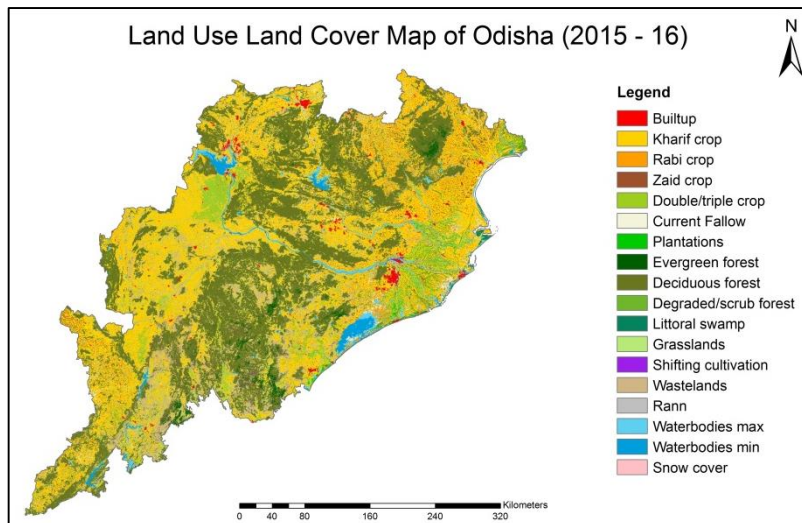 Land Use Land Cover Map of Odisha (2015 - 16)
N
Legend
Builtup
Kharif crop
Rabi crop
Zaid crop
Double/triple crop
Current Fallow
Plantations
Evergreen forest
Deciduous forest
Degraded/scrub forest
Littoral swamp
Grasslands
Shifting cultivation
Wastelands
Rann
Waterbodies max
Waterbodies min
Snow cover
Kilometers
0 20 40 80 160 240 320